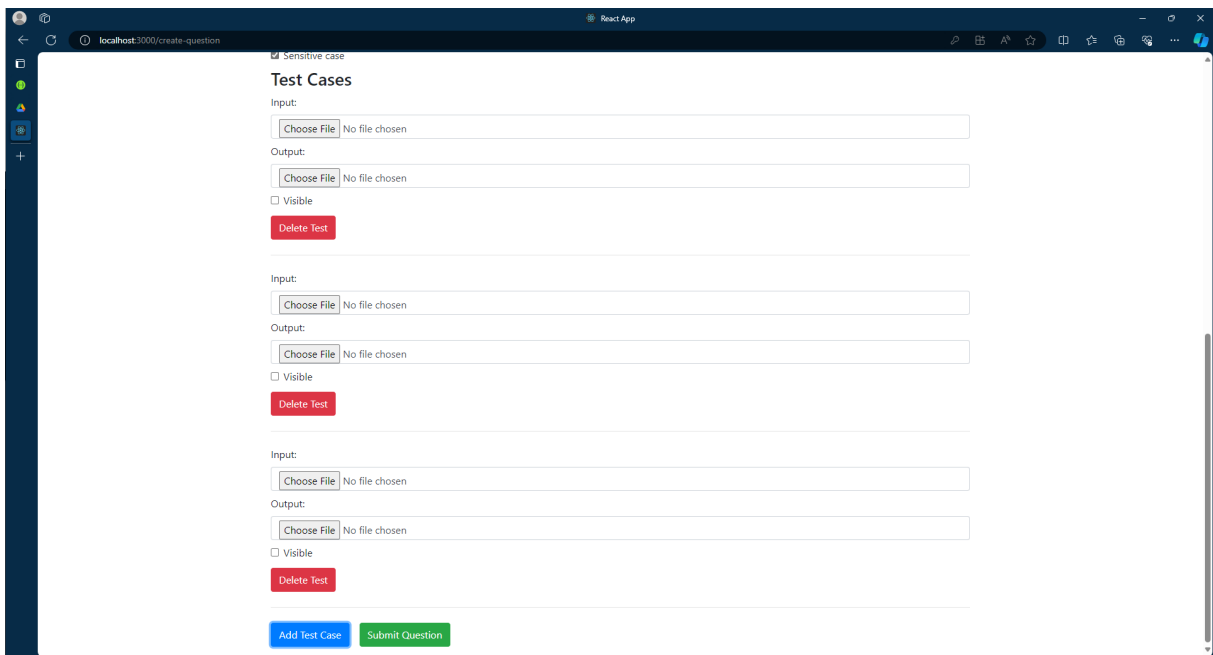 React App
localhost:3000/create-question
Sensitive case
Test Cases
Input:
Choose File No file chosen
Output:
Choose File No file chosen
Visible
Delete Test
Input:
Choose File No file chosen
Output:
Choose File No file chosen
Visible
Delete Test
Input:
Choose File No file chosen
Output:
Choose File No file chosen
Visible
Delete Test
Add Test Case Submit Question